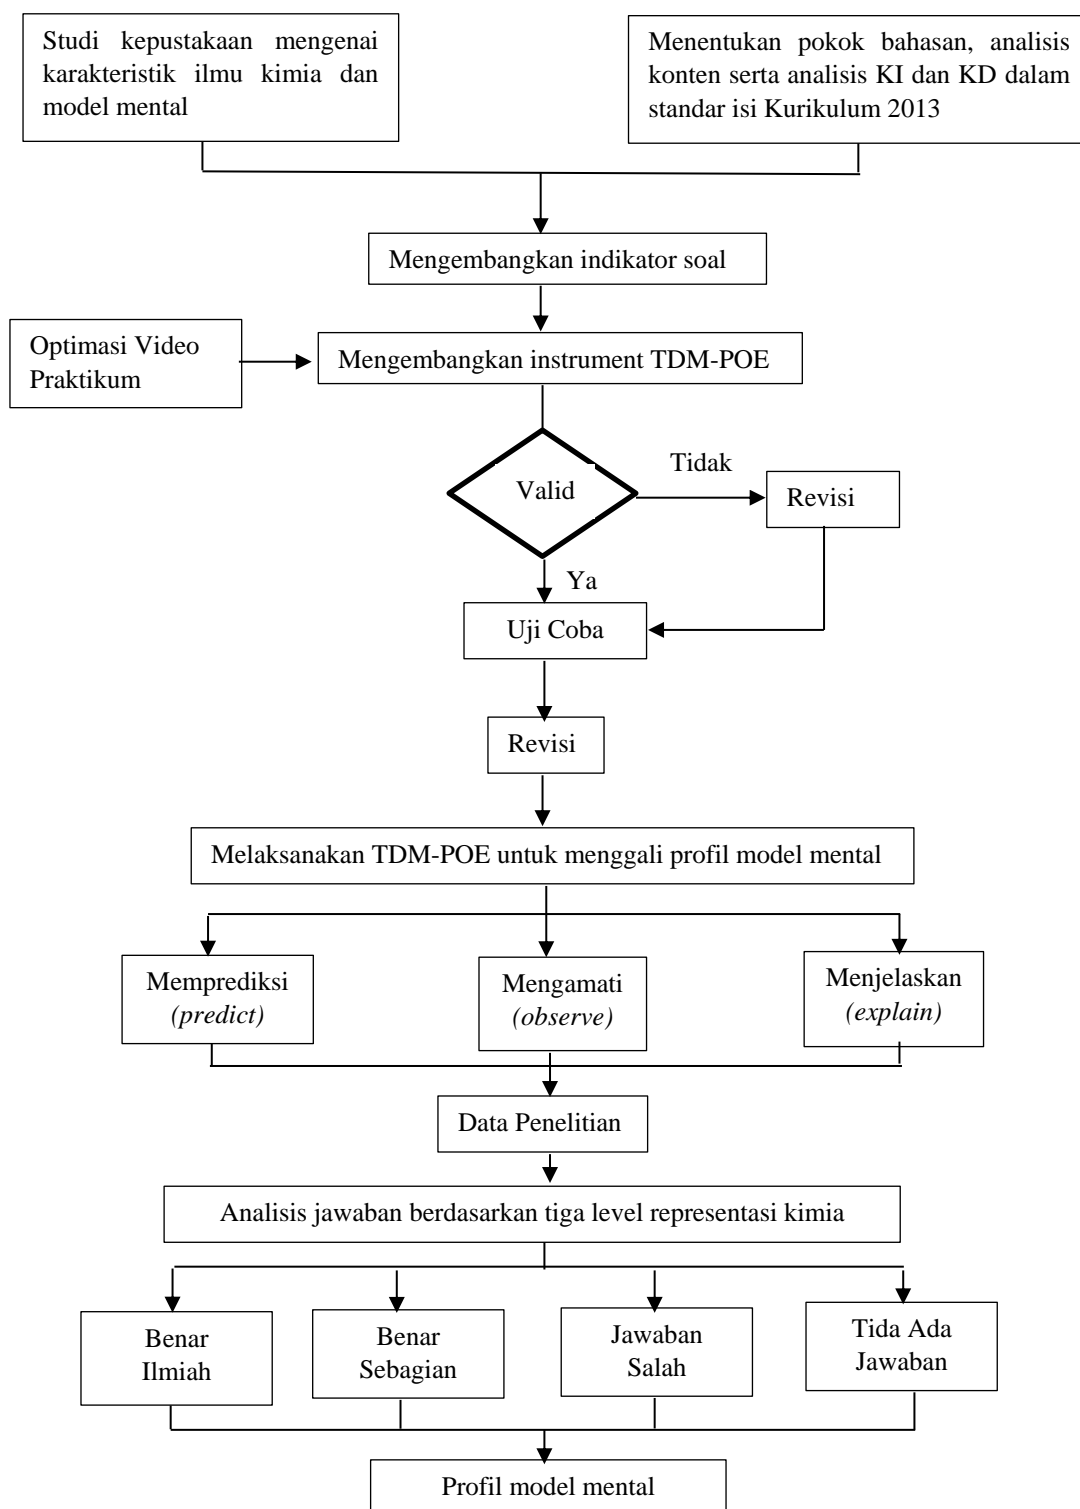 Studi kepustakaan mengenai
karakteristik ilmu kimia dan
model mental
Menentukan pokok bahasan, analisis
konten serta analisis KI dan KD dalam
standar isi Kurikulum 2013
Mengembangkan indikator soal
Optimasi Video
Praktikum
Mengembangkan instrument TDM-POE
Valid
Tidak
Revisi
Ya
Uji Coba
Revisi
Melaksanakan TDM-POE untuk menggali profil model mental
Memprediksi
(predict)
Mengamati
(observe)
Menjelaskan
(explain)
Data Penelitian
Analisis jawaban berdasarkan tiga level representasi kimia
Benar
Ilmiah
Benar
Sebagian
Jawaban
Salah
Tida Ada
Jawaban
Profil model mental